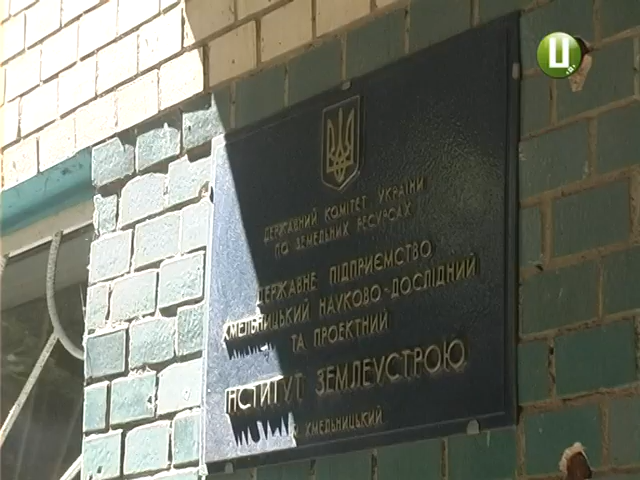 ДЕРЖАВНИЙ КОМІТЕТ УКРАЇНИ
ПО ЗЕМЕЛЬНИХ РЕСУРСАХ
ДЕРЖАВНЕ ПІДПРИЄМСТВО
ХМЕЛЬНИЦЬКИЙ НАУКОВО-ДОСЛІДНИЙ
ТА ПРОЕКТНИЙ
ІНСТИТУТ ЗЕМЛЕУСТРОЮ
М. ХМЕЛЬНИЦЬКИЙ
Ц